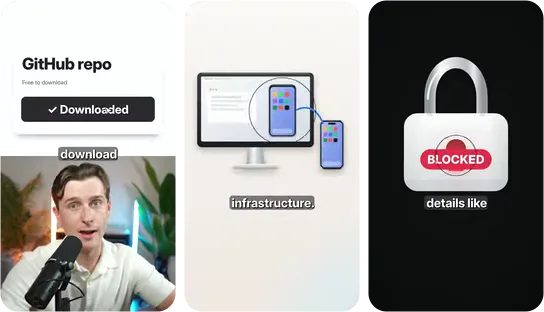 GitHub repo
Free to download
✓ Downloaded
download
infrastructure.
BLOCKED
details like